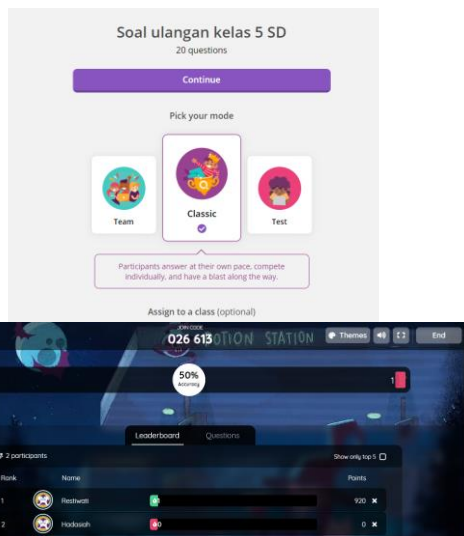 Soal ulangan kelas 5 SD
20 questions
Continue
Pick your mode
Team
Classic
Test
Participants answer at their own pace, compete
individually, and have a blast along the way.
Assign to a class (optional)
JOIN CODE
026 613
OTION STATION
Themes
End
50%
Accuracy
1
Leaderboard Questions
2 participants
Show only top 5
Rank Name Points
1 Restiwati 920
2 Hadasiah 0 0